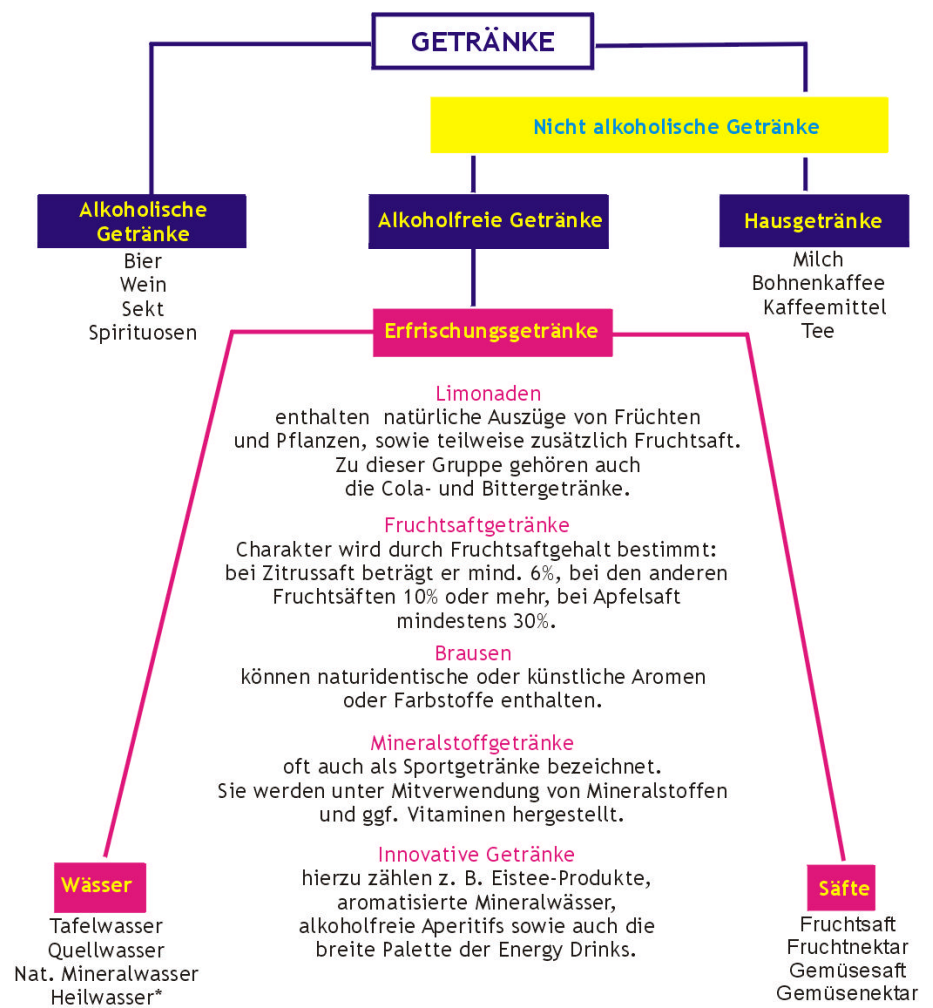 GETRÄNKE
Nicht alkoholische Getränke
Alkoholische
Getränke
Bier
Wein
Sekt
Spirituosen
Alkoholfreie Getränke
Hausgetränke
Milch
Bohnenkaffee
Kaffeemittel
Tee
Erfrischungsgetränke
Limonaden
enthalten natürliche Auszüge von Früchten
und Pflanzen, sowie teilweise zusätzlich Fruchtsaft.
Zu dieser Gruppe gehören auch
die Cola- und Bittergetränke.
Fruchtsaftgetränke
Charakter wird durch Fruchtsaftgehalt bestimmt:
bei Zitrussaft beträgt er mind. 6%, bei den anderen
Fruchtsäften 10% oder mehr, bei Apfelsaft
mindestens 30%.
Brausen
können naturidentische oder künstliche Aromen
oder Farbstoffe enthalten.
Mineralstoffgetränke
oft auch als Sportgetränke bezeichnet.
Sie werden unter Mitverwendung von Mineralstoffen
und ggf. Vitaminen hergestellt.
Innovative Getränke
hierzu zählen z. B. Eistee-Produkte,
aromatisierte Mineralwässer,
alkoholfreie Aperitifs sowie auch die
breite Palette der Energy Drinks.
Wässer
Tafelwasser
Quellwasser
Nat. Mineralwasser
Heilwasser*
Säfte
Fruchtsaft
Fruchtnektar
Gemüsesaft
Gemüsenektar